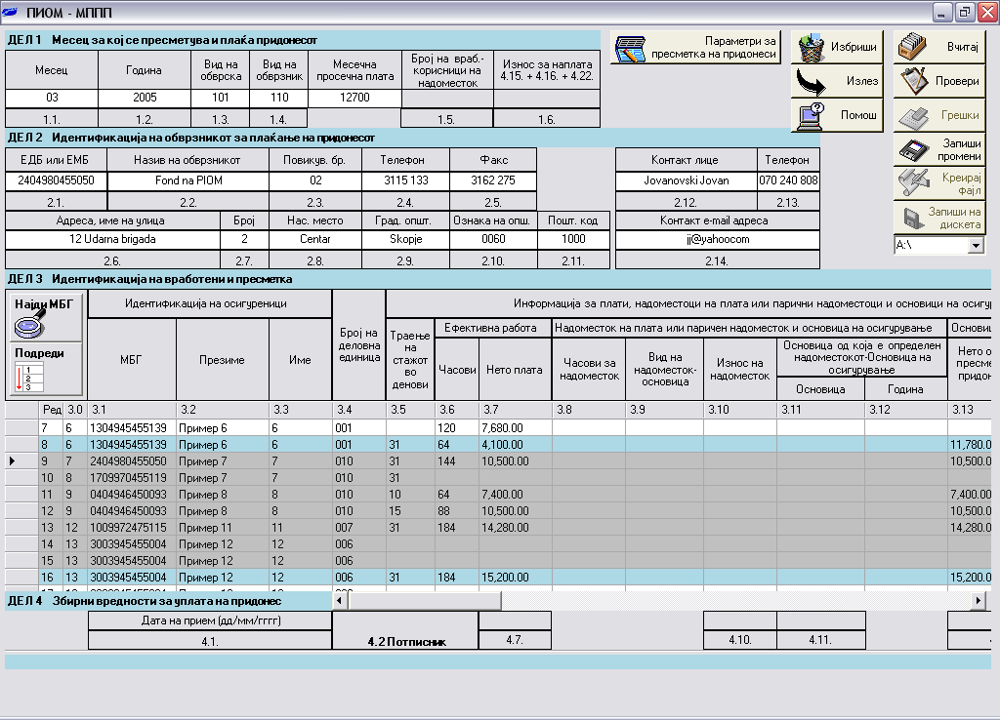 ПИОМ - МППП
ДЕЛ 1 Месец за кој се пресметува и плаќа придонесот
Месец Година Вид на обврска Вид на обврзник Месечна просечна плата Број на враб.- корисници на надоместок Износ за наплата 4.15. + 4.16. + 4.22.
03 2005 101 110 12700
1.1. 1.2. 1.3. 1.4. 1.5. 1.6.
Параметри за пресметка на придонеси
Избриши
Излез
Помош
Вчитај
Провери
Грешки
Запиши промени
Креирај фајл
Запиши на дискета
A:\
ДЕЛ 2 Идентификација на обврзникот за плаќање на придонесот
ЕДБ или ЕМБ Назив на обврзникот Повикув. бр. Телефон Факс Контакт лице Телефон
2404980455050 Fond na PIOM 02 3115 133 3162 275 Jovanovski Jovan 070 240 808
2.1. 2.2. 2.3. 2.4. 2.5. 2.12. 2.13.
Адреса, име на улица Број Нас. место Град. општ. Ознака на опш. Пошт. код Контакт e-mail адреса
12 Udarna brigada 2 Centar Skopje 0060 1000 jj@yahoocom
2.6. 2.7. 2.8. 2.9. 2.10. 2.11. 2.14.
ДЕЛ 3 Идентификација на вработени и пресметка
Најди МБГ
Подреди
1
2
3
Идентификација на осигуреници
МБГ Презиме Име
Број на деловна единица
Информација за плати, надоместоци на плата или парични надоместоци и основици на осигу
Траење на стажот во денови
Ефективна работа
Часови Нето плата
Надоместок на плата или паричен надоместок и основица на осигурување
Часови за надоместок
Вид на надоместок-основица
Износ на надоместок
Основица од која е определен надоместокот-Основица на осигурување
Основица Година
Основи
Нето о пресме придон
Ред 3.0 3.1 3.2 3.3 3.4 3.5 3.6 3.7 3.8 3.9 3.10 3.11 3.12 3.13
7 6 1304945455139 Пример 6 6 001 120 7,680.00
8 6 1304945455139 Пример 6 6 001 31 64 4,100.00 11,780.0
9 7 2404980455050 Пример 7 7 010 31 144 10,500.00 10,500.0
10 8 1709970455119 Пример 7 7 010 31
11 9 0404946450093 Пример 8 8 010 10 64 7,400.00 7,400.00
12 9 0404946450093 Пример 8 8 010 15 88 10,500.00 10,500.0
13 12 1009972475115 Пример 11 11 007 31 184 14,280.00 14,280.0
14 13 3003945455004 Пример 12 12 006
15 13 3003945455004 Пример 12 12 006
16 13 3003945455004 Пример 12 12 006 31 184 15,200.00 15,200.0
ДЕЛ 4 Збирни вредности за уплата на придонес
Дата на прием (дд/мм/гггг)
4.1. 4.2 Потписник 4.7. 4.10. 4.11.